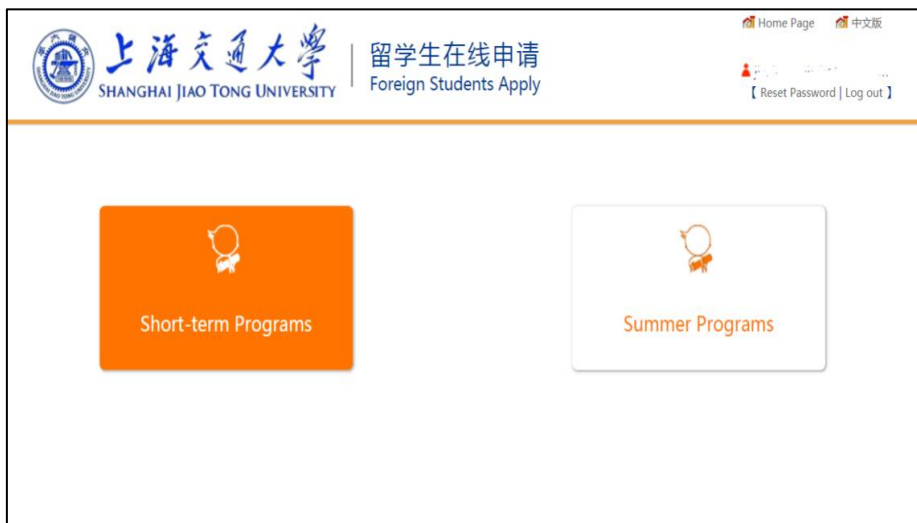 Home Page 中文版
上海交通大學
SHANGHAI JIAO TONG UNIVERSITY
留学生在线申请
Foreign Students Apply
【 Reset Password | Log out 】
Short-term Programs
Summer Programs